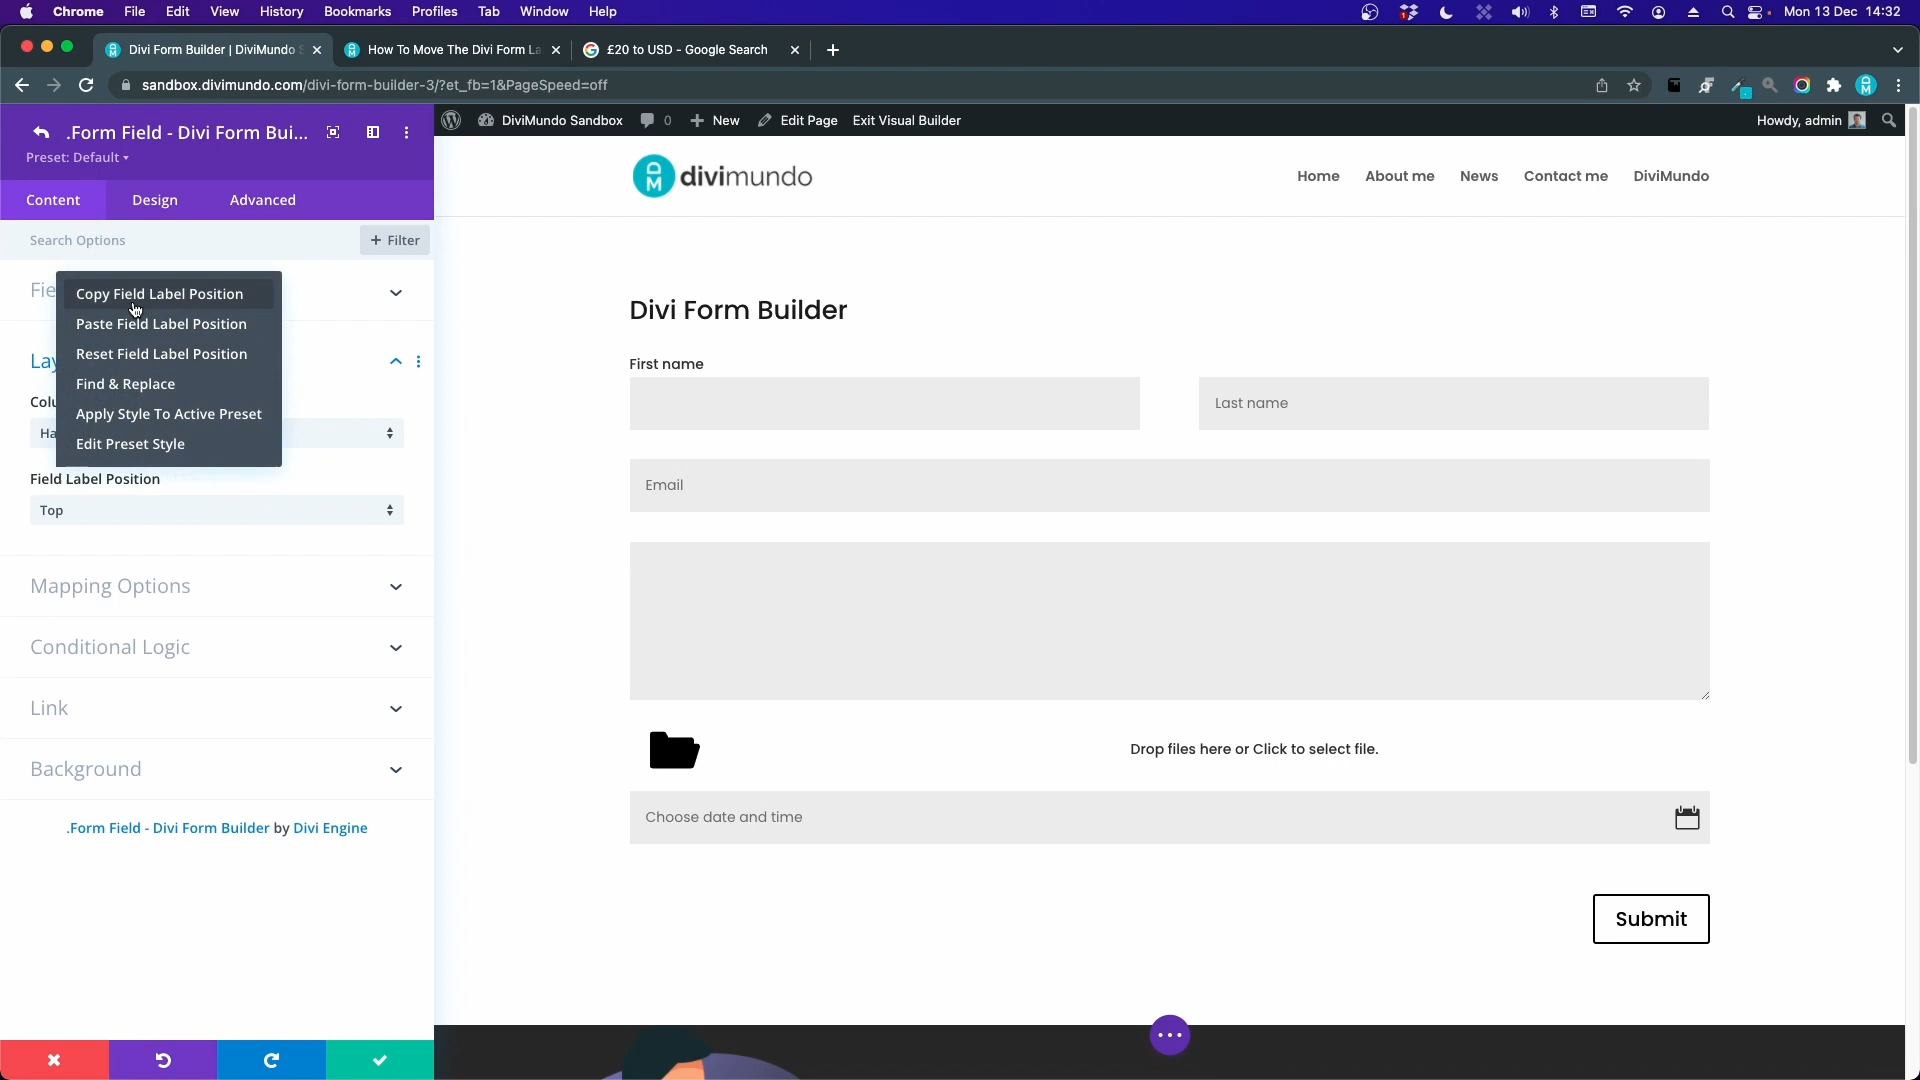 Chrome File Edit View History Bookmarks Profiles Tab Window Help
1
Mon 13 Dec 14:32
Divi Form Builder | DiviMundo S
How To Move The Divi Form La
£20 to USD - Google Search
sandbox.divimundo.com/divi-form-builder-3/?et_fb=1&PageSpeed=off
DiviMundo Sandbox 0 New Edit Page Exit Visual Builder Howdy, admin
.Form Field - Divi Form Bui...
Preset: Default
Content Design Advanced
Search Options
+ Filter
Fie
Copy Field Label Position
Paste Field Label Position
Reset Field Label Position
Find & Replace
Apply Style To Active Preset
Edit Preset Style
Lay
Colu
Ha
Field Label Position
Top
Mapping Options
Conditional Logic
Link
Background
.Form Field - Divi Form Builder by Divi Engine
DM divimundo
Home About me News Contact me DiviMundo
Divi Form Builder
First name
Last name
Email
Drop files here or Click to select file.
Choose date and time
Submit